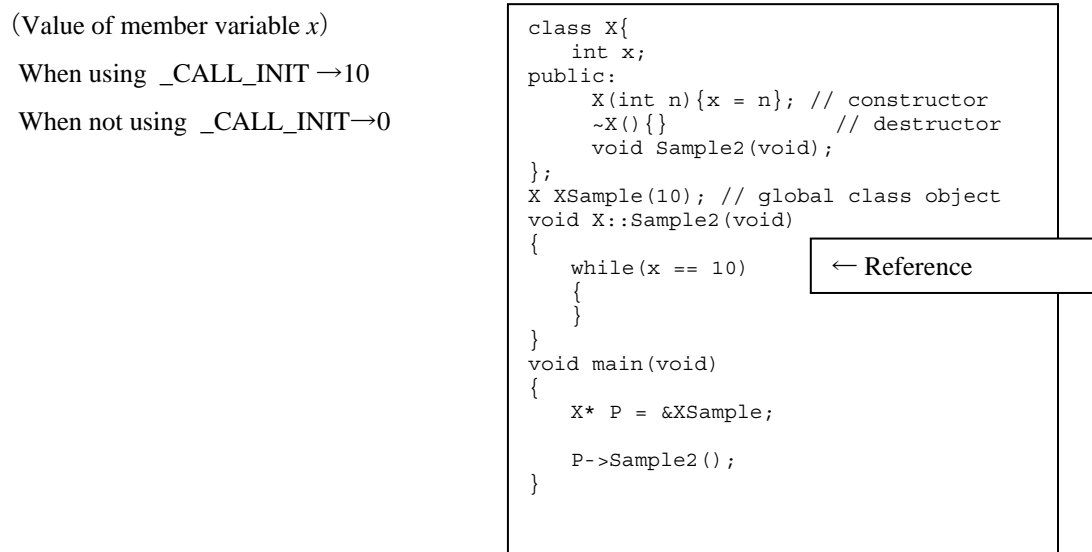 （Value of member variable x）
When using _CALL_INIT →10
When not using _CALL_INIT→0
class X{
int x;
public:
X(int n){x = n}; // constructor
~X(){} // destructor
void Sample2(void);
};
X XSample(10); // global class object
void X::Sample2(void)
{
while(x == 10)
← Reference
{
}
}
void main(void)
{
X* P = &XSample;
P->Sample2();
}